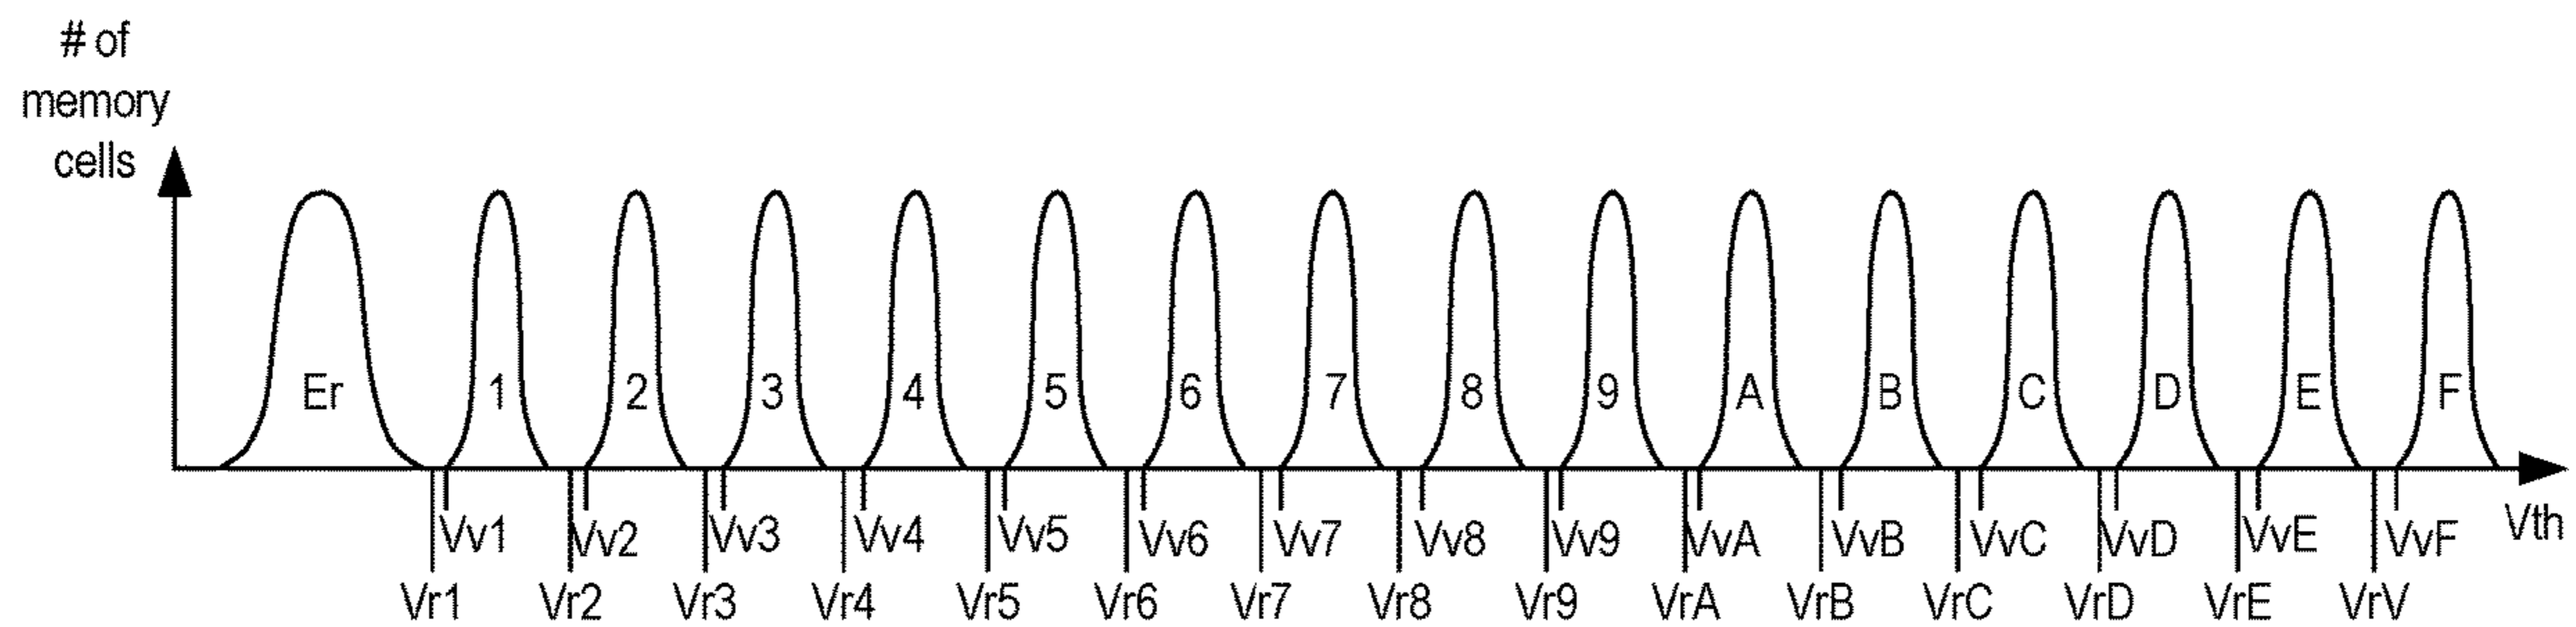 # of
memory
cells
Er 1 2 3 4 5 6 7 8 9 A B C D E F
Vv1 Vv2 Vv3 Vv4 Vv5 Vv6 Vv7 Vv8 Vv9 VvA VvB VvC VvD VvE VvF Vth
Vr1 Vr2 Vr3 Vr4 Vr5 Vr6 Vr7 Vr8 Vr9 VrA VrB VrC VrD VrE VrV